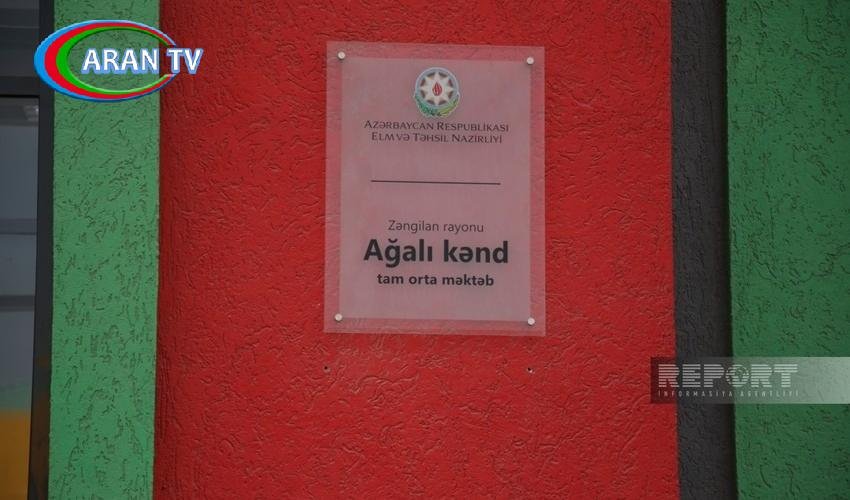 ARAN TV
AZƏRBAYCAN RESPUBLIKASI
ELM VƏ TƏHSIL NAZIRLIYI
Zəngilan rayonu
Ağalı kənd
tam orta məktəb
REPORT
İNFORMASİYA AGENTLİYİ